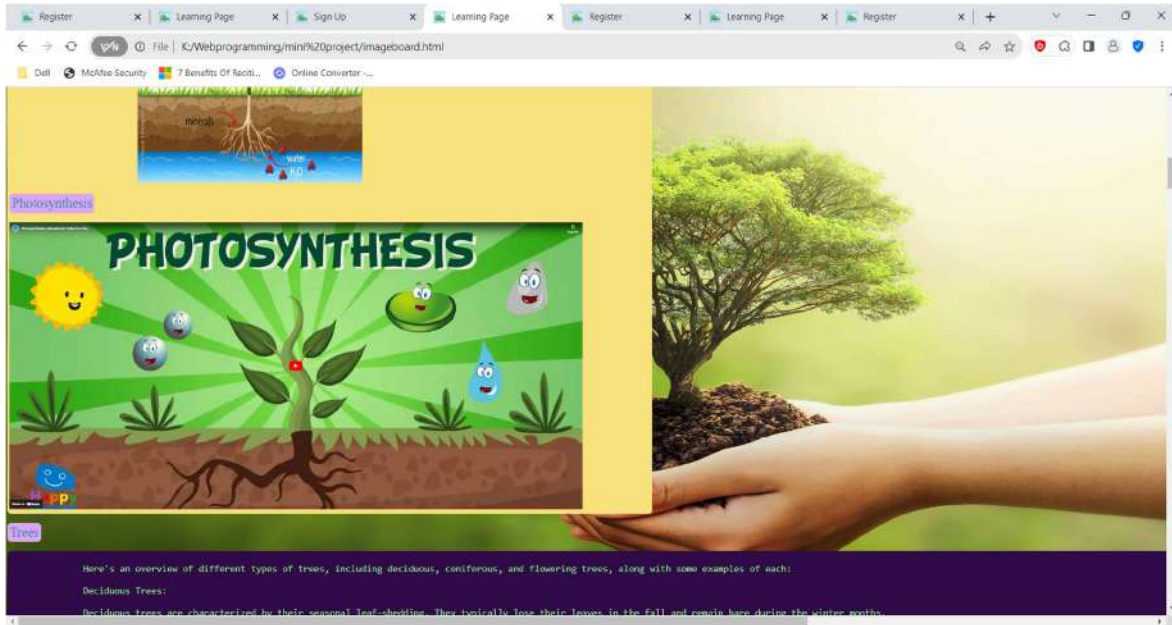 Register
Learning Page
Sign Up
Learning Page
Register
Learning Page
Register
VPN
File K:/Webprogramming/mini%20project/imageboard.html
Dell
McAfee Security
7 Benefits Of Reciti...
Online Converter -...
minerals
water
H2O
Photosynthesis
PHOTOSYNTHESIS
Happy
Trees
Here's an overview of different types of trees, including deciduous, coniferous, and flowering trees, along with some examples of each:
Deciduous Trees:
Deciduous trees are characterized by their seasonal leaf-shedding. They typically lose their leaves in the fall and remain bare during the winter months.